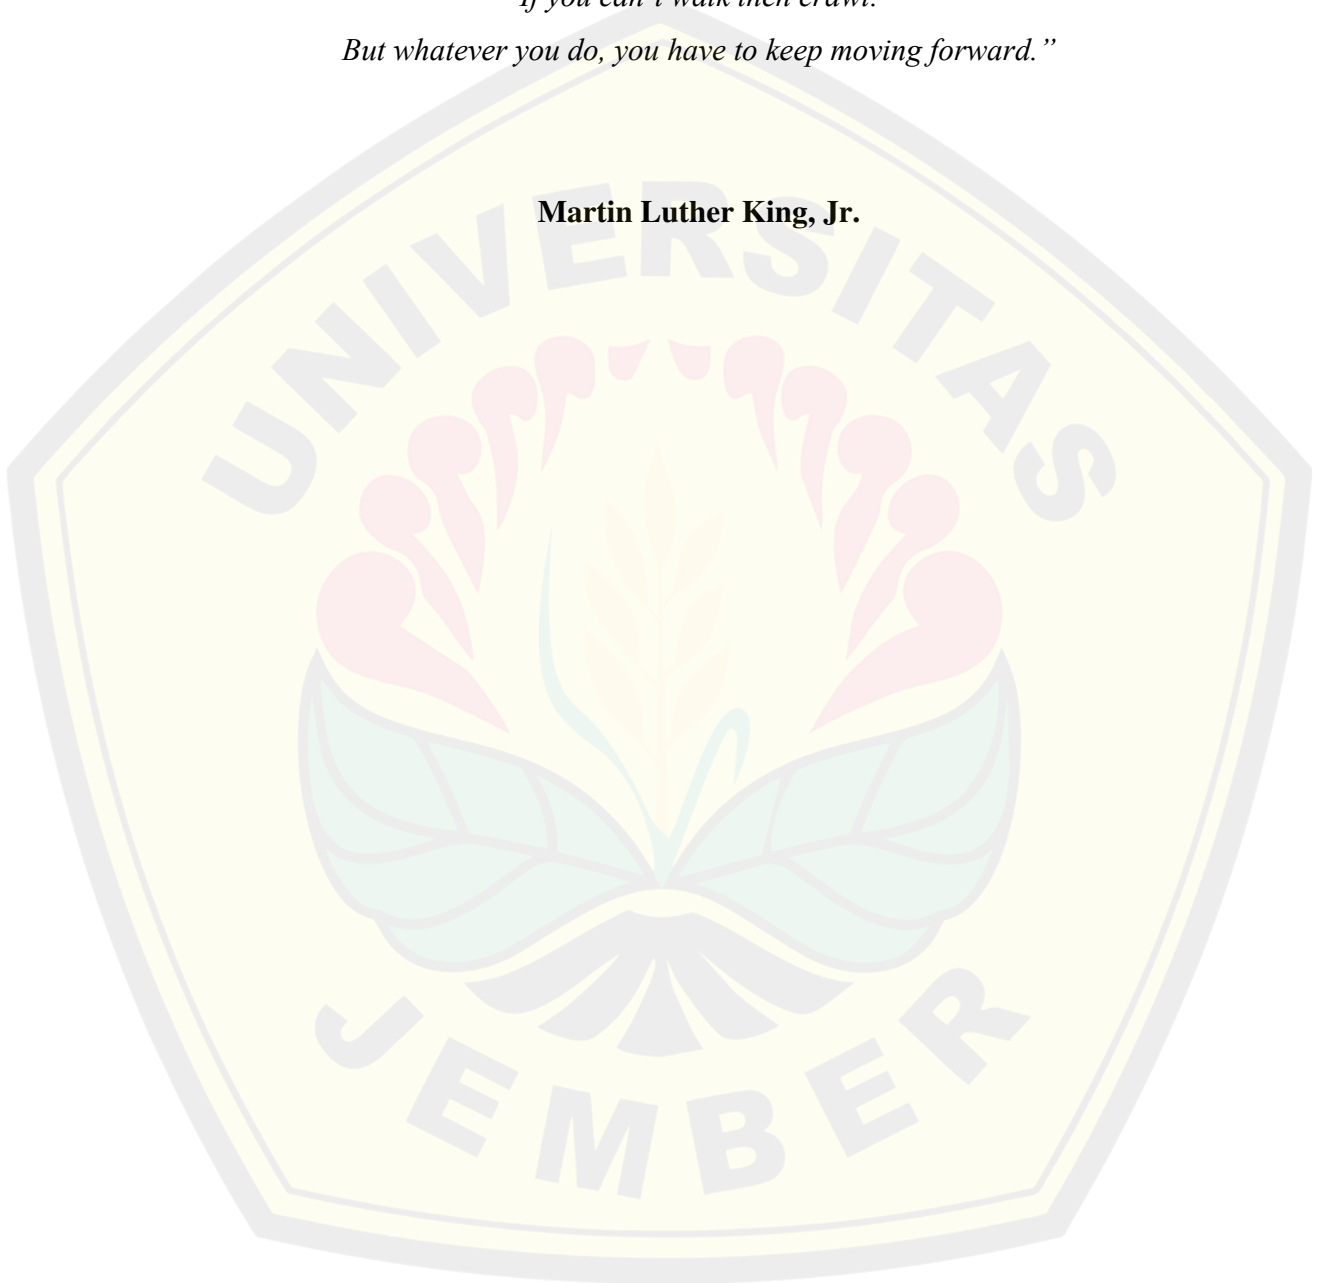 If you can't walk then crawl.
But whatever you do, you have to keep moving forward.”
Martin Luther King, Jr.
UNIVERSITAS
JEMBER